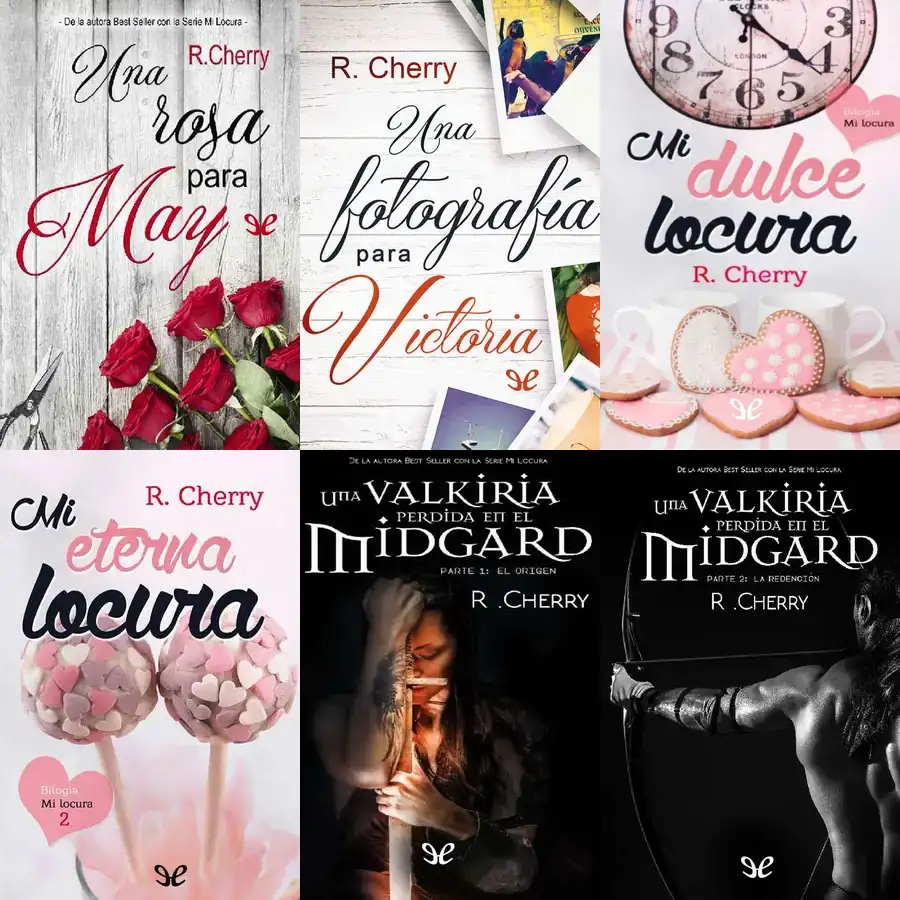 - De la autora Best Seller con la Serie Mi Locura -
R.Cherry
Una
rosa
para
May
R. Cherry
Una
fotografía
para
Victoria
LONDON
Bilogía
Mi locura
Mi
dulce
locura
R. Cherry
R. Cherry
Mi
eterna
locura
Bilogía
Mi locura
2
De la autora Best Seller con la Serie Mi Locura
Una VALKIRIA
PERDIDA EN EL
MIDGARD
PARTE 1: EL ORIGEN
R .CHERRY
De la autora Best Seller con la Serie Mi Locura
Una VALKIRIA
PERDIDA EN EL
MIDGARD
PARTE 2: LA REDENCIÓN
R .CHERRY